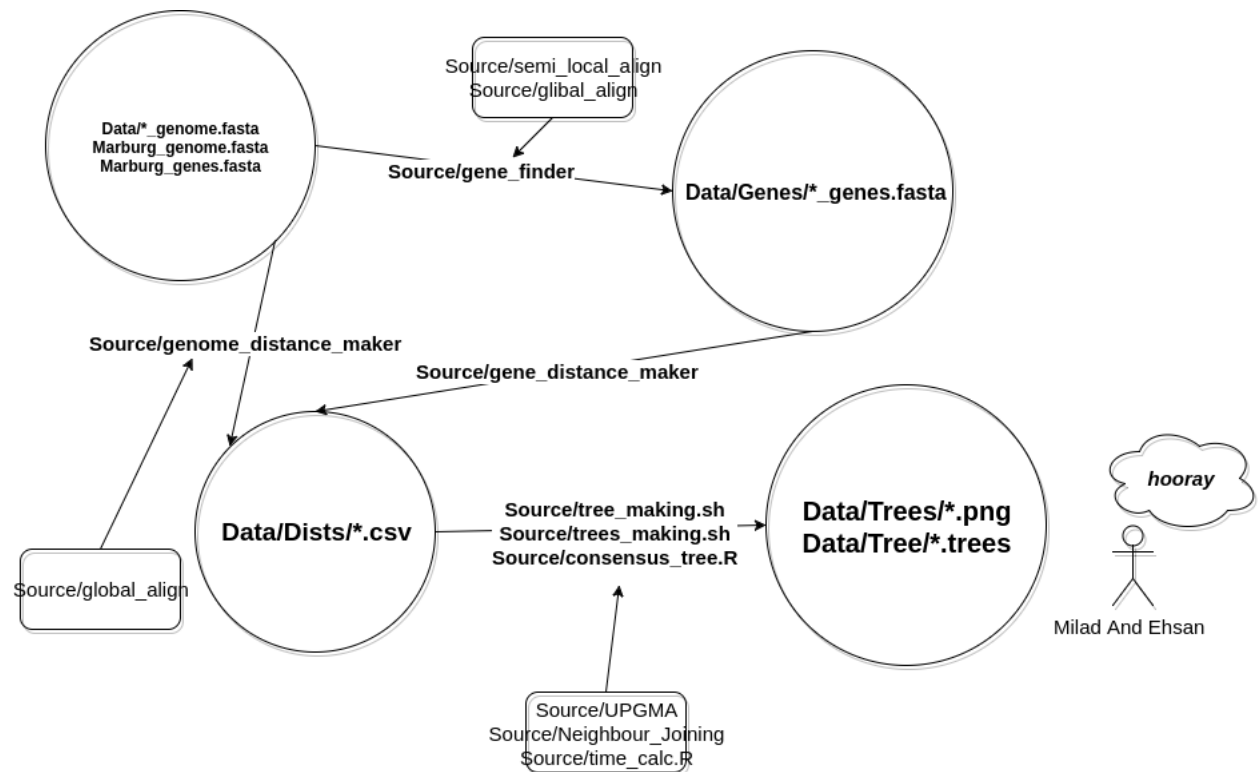 Source/semi_local_align
Source/glibal_align
Data/*_genome.fasta
Marburg_genome.fasta
Marburg_genes.fasta
Source/gene_finder
Data/Genes/*_genes.fasta
Source/genome_distance_maker
Source/gene_distance_maker
Data/Dists/*.csv
Source/tree_making.sh
Source/trees_making.sh
Source/consensus_tree.R
Data/Trees/*.png
Data/Tree/*.trees
hooray
Milad And Ehsan
Source/global_align
Source/UPGMA
Source/Neighbour_Joining
Source/time_calc.R